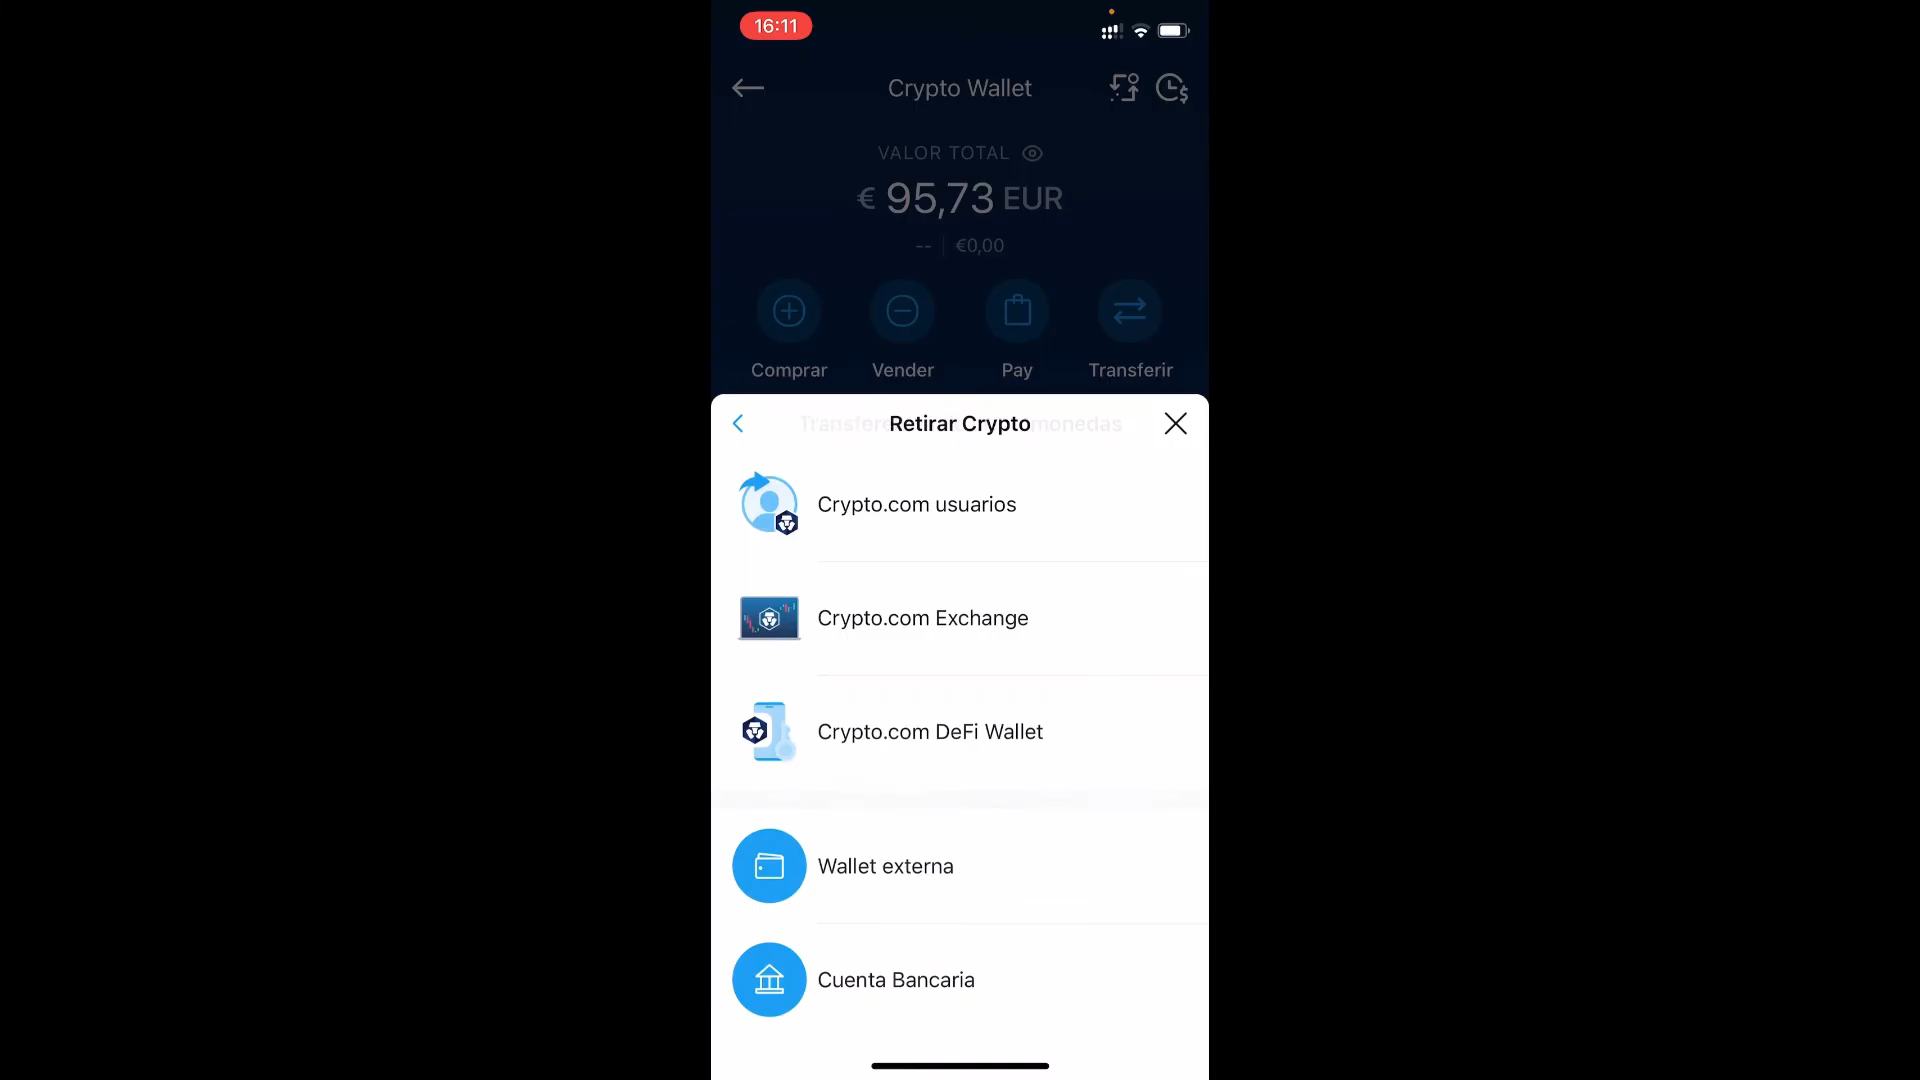 16:11
Crypto Wallet
VALOR TOTAL
€ 95,73 EUR
-- | €0,00
Comprar Vender Pay Transferir
Retirar Crypto
Crypto.com usuarios
Crypto.com Exchange
Crypto.com DeFi Wallet
Wallet externa
Cuenta Bancaria